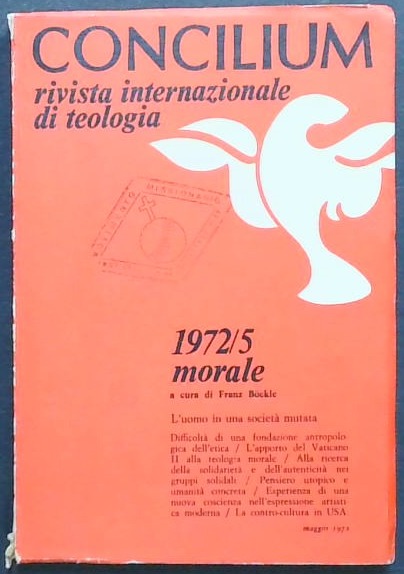 CONCILIUM
rivista internazionale
di teologia
MISSIONARIO
1972/5
morale
a cura di Franz Böckle
L'uomo in una società mutata
Difficoltà di una fondazione antropolo
gica dell'etica / L'apporto del Vaticano
II alla teologia morale / Alla ricerca
della solidarietà e dell'autenticità nei
gruppi solidali / Pensiero utopico e
umanità concreta / Esperienza di una
nuova coscienza nell'espressione artisti-
ca moderna / La contro-cultura in USA
maggio 1972